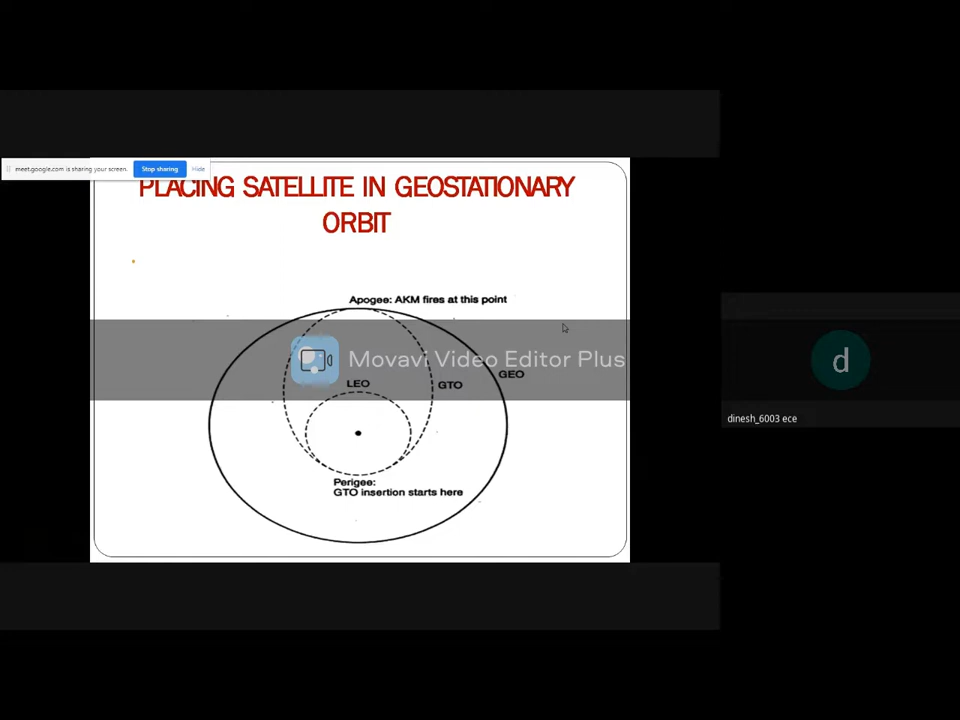 meet.google.com is sharing your screen.
Stop sharing
Hide
PLACING SATELLITE IN GEOSTATIONARY
ORBIT
Apogee: AKM fires at this point
Movavi Video Editor Plus
LEO
GTO
GEO
Perigee:
GTO insertion starts here
d
dinesh_6003 ece